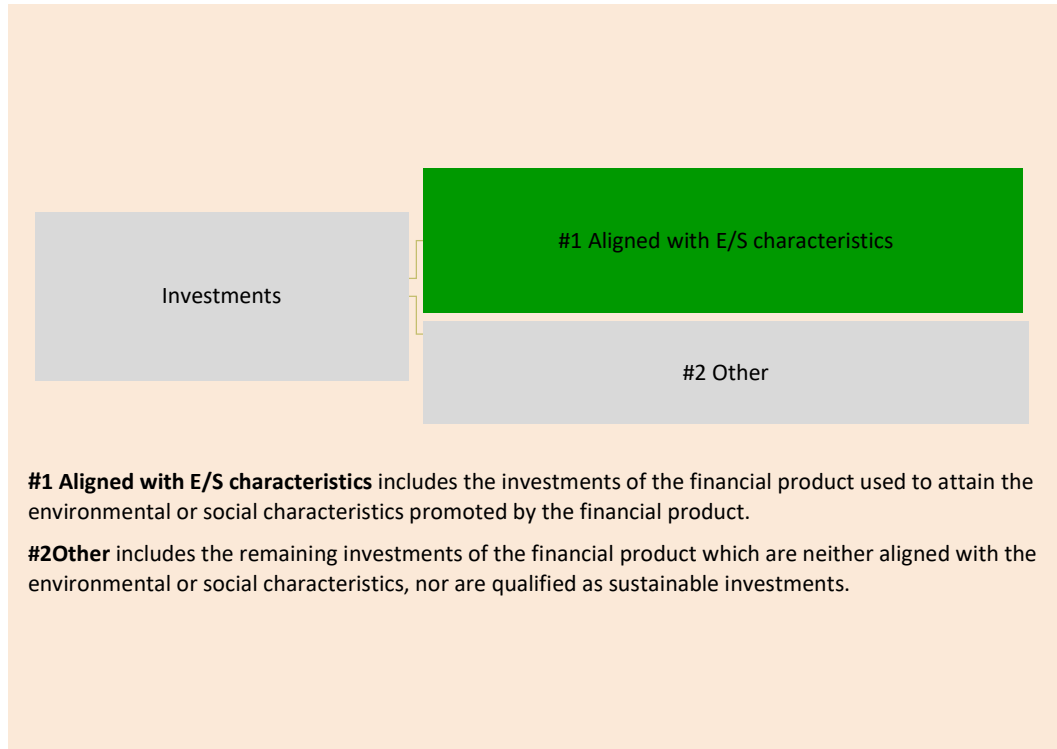 #1 Aligned with E/S characteristics
Investments
#2 Other
#1 Aligned with E/S characteristics includes the investments of the financial product used to attain the
environmental or social characteristics promoted by the financial product.
#2Other includes the remaining investments of the financial product which are neither aligned with the
environmental or social characteristics, nor are qualified as sustainable investments.